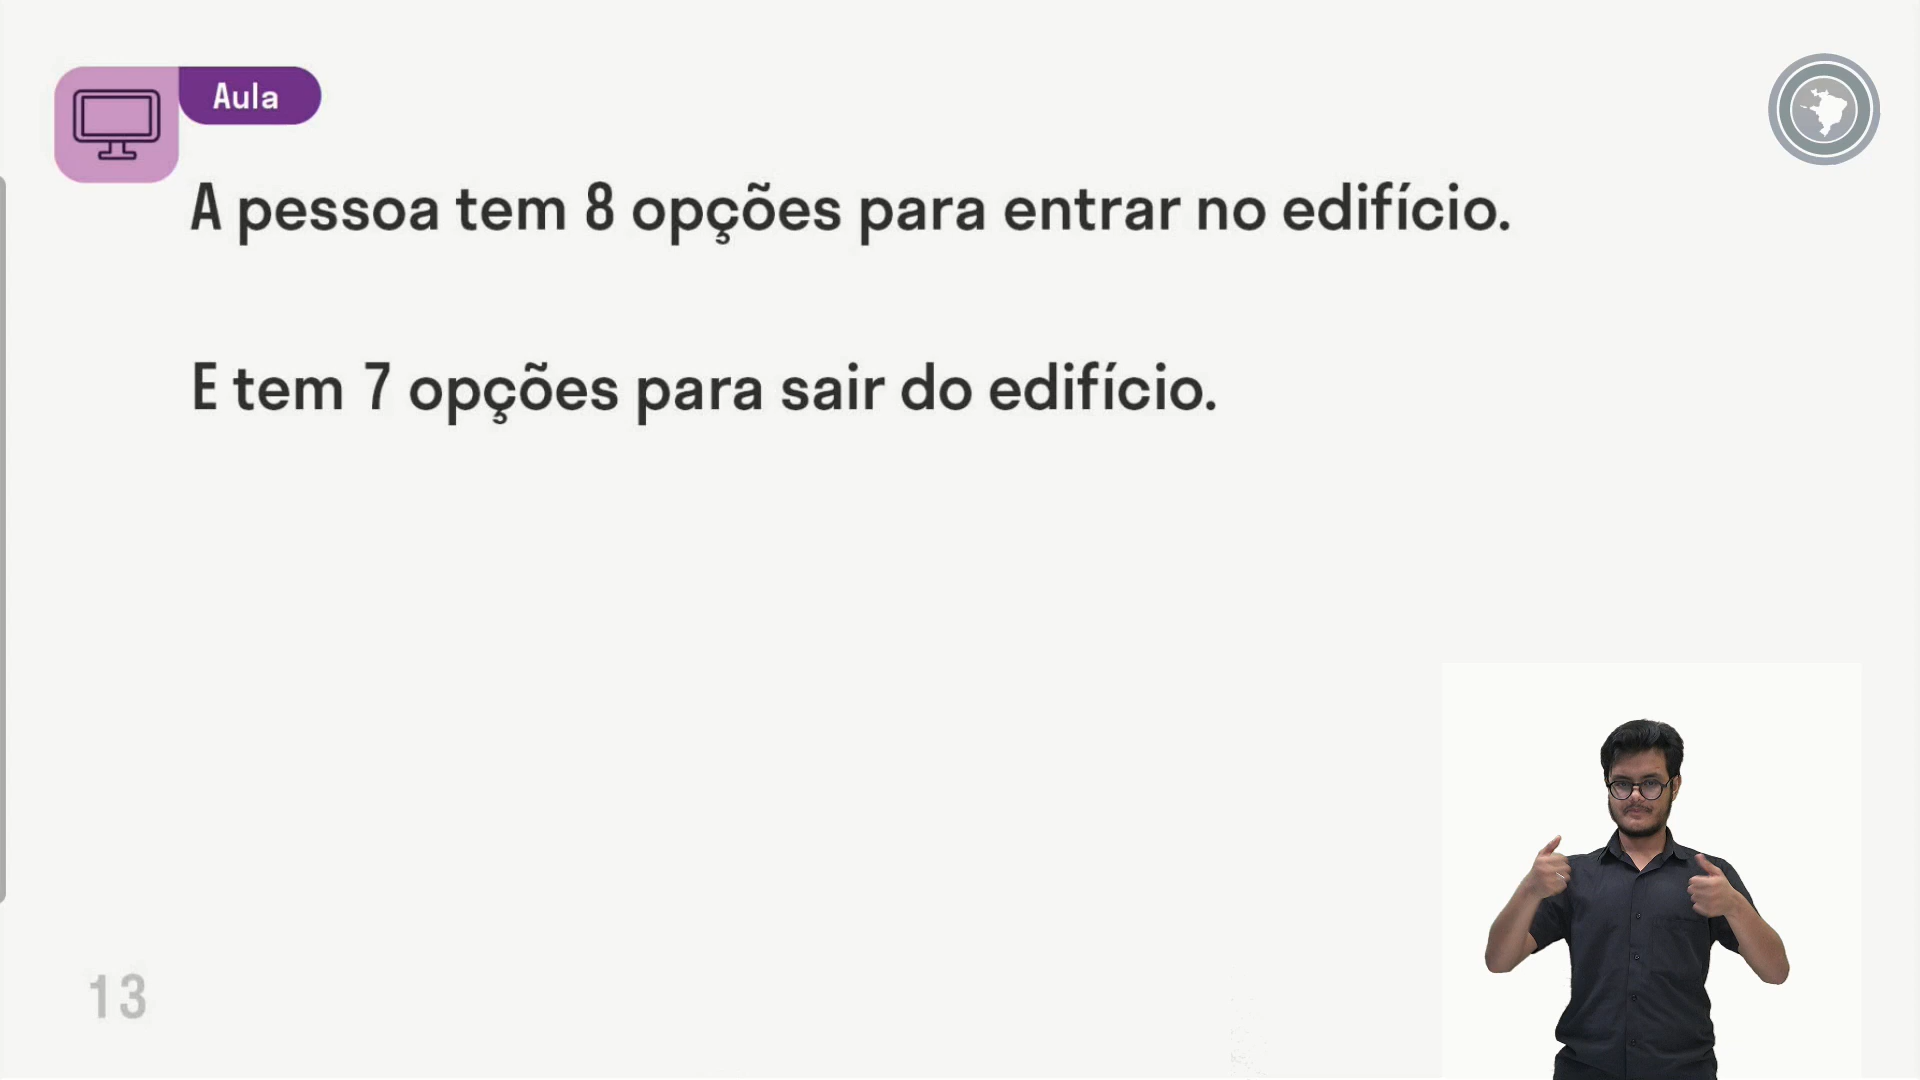 Aula
A pessoa tem 8 opções para entrar no edifício.
E tem 7 opções para sair do edifício.
13